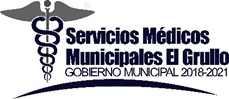 Servicios Médicos
Municipales El Grullo
GOBIERNO MUNICIPAL 2018-2021